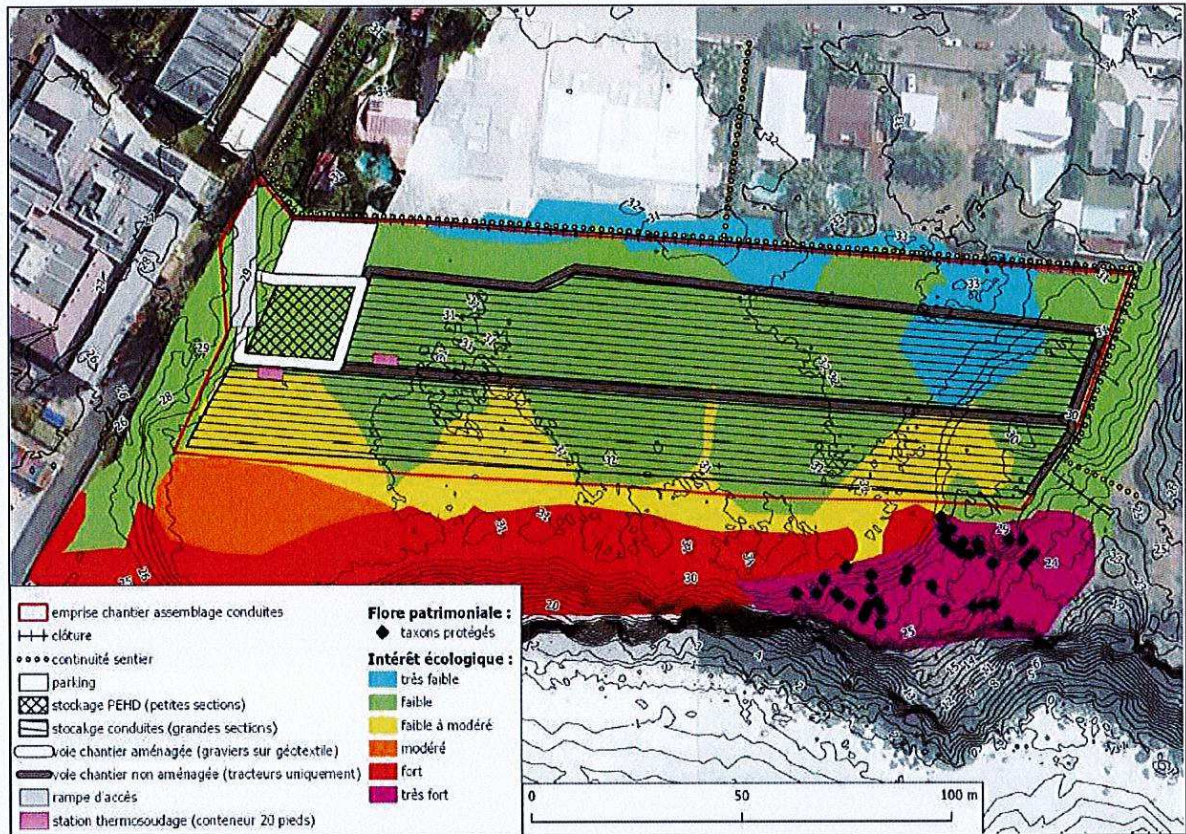 emprise chantier assemblage conduites
clôture
continuité sentier
parking
stockage PEHD (petites sections)
stocakge conduites (grandes sections)
voie chantier aménagée (graviers sur géotextile)
voie chantier non aménagée (tracteurs uniquement)
rampe d'accès
station thermosoudage (conteneur 20 pieds)
Flore patrimoniale :
taxons protégés
Intérêt écologique :
très faible
faible
faible à modéré
modéré
fort
très fort
0 50 100 m